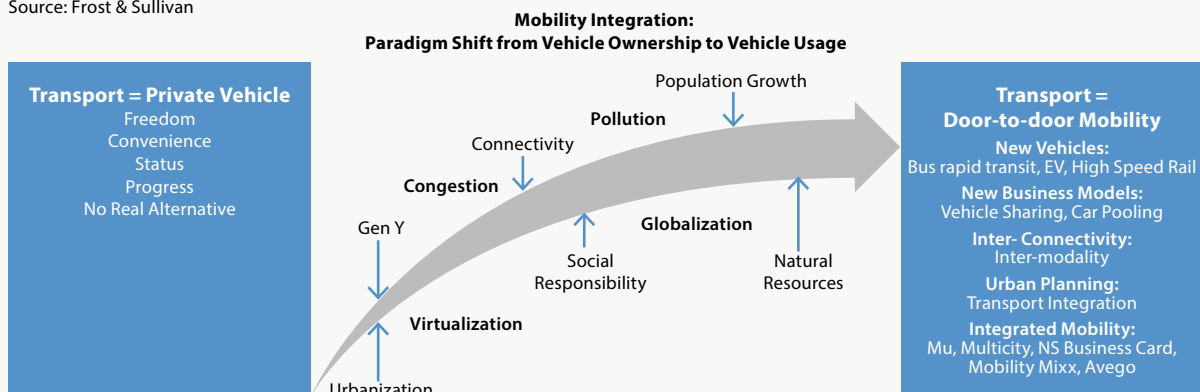 Source: Frost & Sullivan
Mobility Integration:
Paradigm Shift from Vehicle Ownership to Vehicle Usage
Transport = Private Vehicle
Freedom
Convenience
Status
Progress
No Real Alternative
Population Growth
Pollution
Connectivity
Congestion
Gen Y
Globalization
Social
Responsibility
Natural
Resources
Virtualization
Urbanization
Transport =
Door-to-door Mobility
New Vehicles:
Bus rapid transit, EV, High Speed Rail
New Business Models:
Vehicle Sharing, Car Pooling
Inter- Connectivity:
Inter-modality
Urban Planning:
Transport Integration
Integrated Mobility:
Mu, Multicity, NS Business Card,
Mobility Mixx, Avego